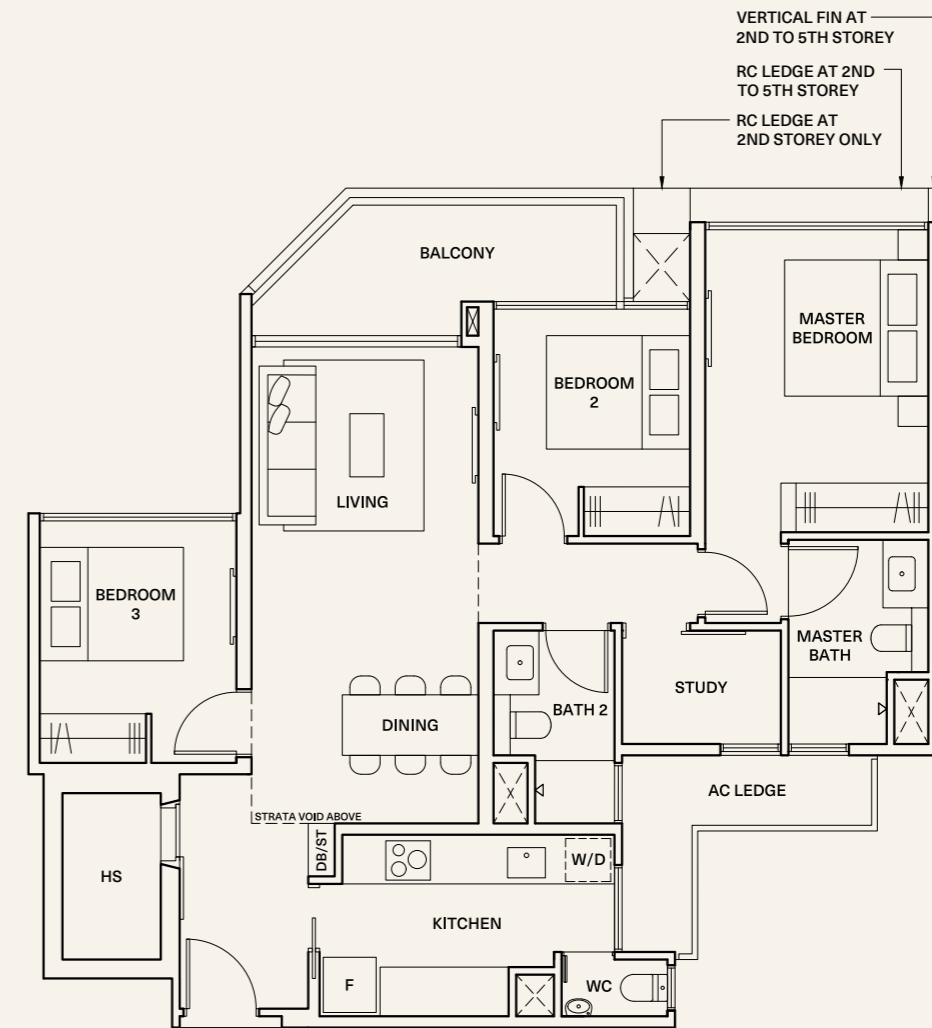 VERTICAL FIN AT
2ND TO 5TH STOREY
RC LEDGE AT 2ND
TO 5TH STOREY
RC LEDGE AT
2ND STOREY ONLY
BALCONY
MASTER
BEDROOM
BEDROOM
2
LIVING
BEDROOM
3
MASTER
BATH
STUDY
BATH 2
DINING
AC LEDGE
STRATA VOID ABOVE
DB/ST
W/D
HS
KITCHEN
F
WC